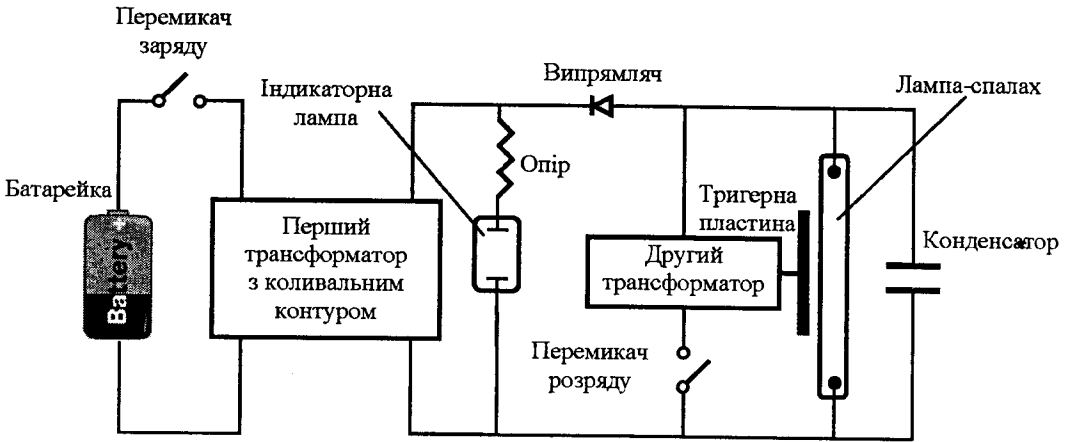 Перемикач
заряду
Індикаторна
лампа
Випрямляч
Лампа-спалах
Опір
Батарейка
Battery
Перший
трансформатор
з коливальним
контуром
Тригерна
пластина
Другий
трансформатор
Конденсатор
Перемикач
розряду